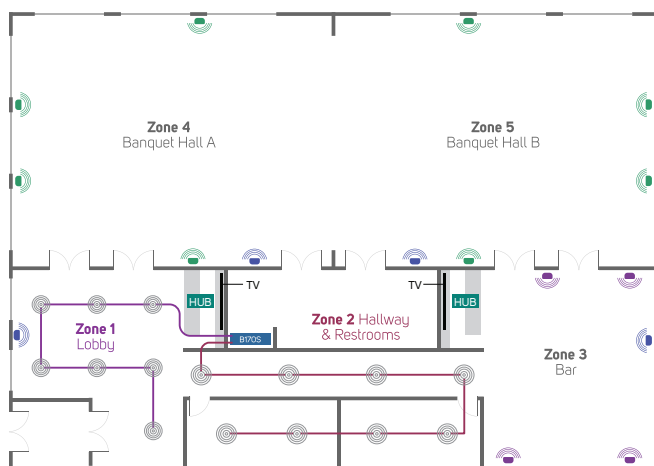 Zone 4
Banquet Hall A
Zone 5
Banquet Hall B
TV
TV
HUB
HUB
Zone 1
Lobby
B170S
Zone 2 Hallway
& Restrooms
Zone 3
Bar